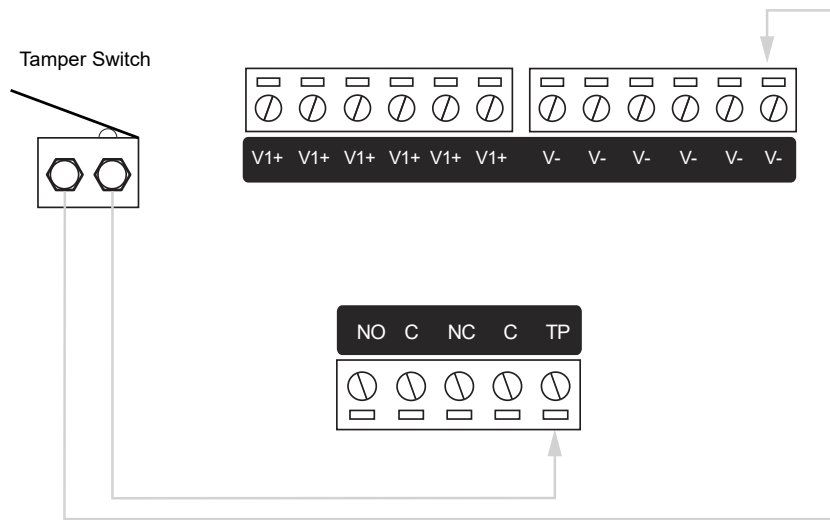 Tamper Switch
V1+ V1+ V1+ V1+ V1+ V1+ V- V- V- V- V- V-
NO C NC C TP